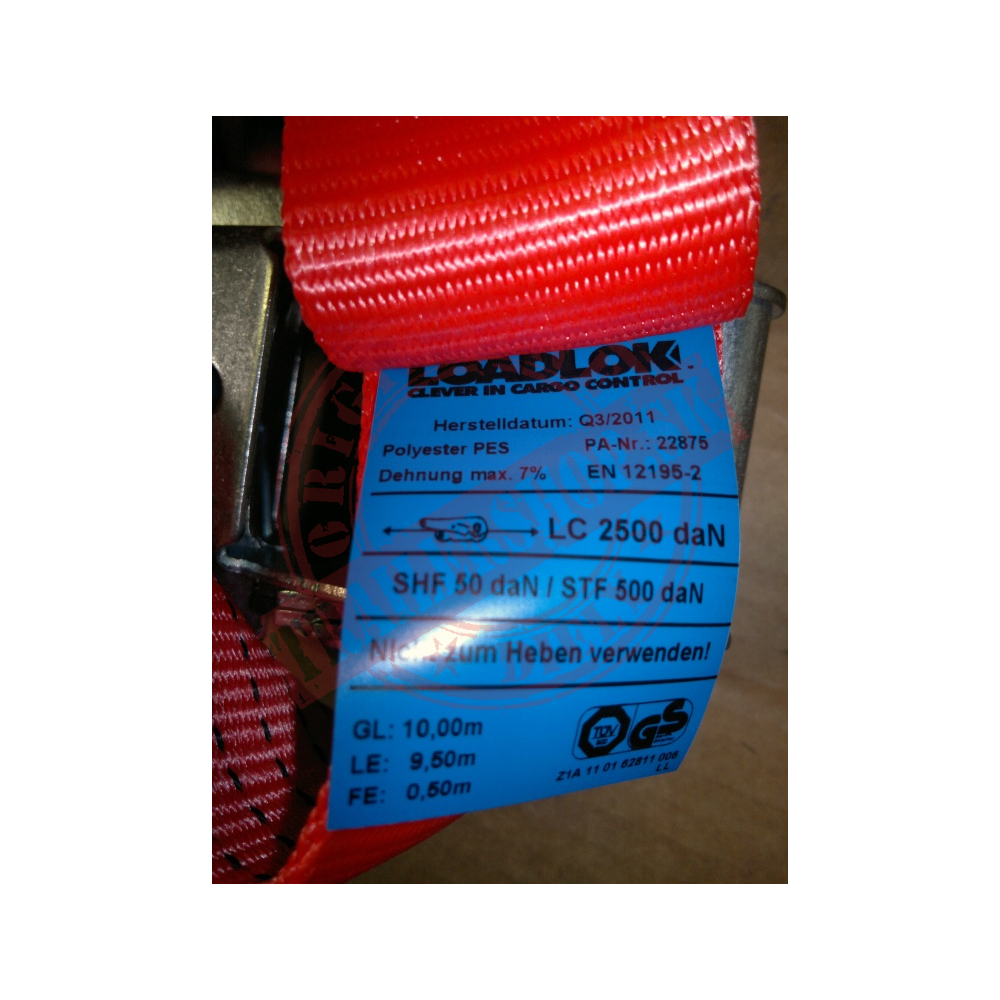 LOADLOK
CLEVER IN CARGO CONTROL
Herstelldatum: Q3/2011
Polyester PES PA-Nr.: 22875
Dehnung max. 7% EN 12195-2
LC 2500 daN
SHF 50 daN / STF 500 daN
Nicht zum Heben verwenden!
GL: 10,00m
LE: 9,50m
FE: 0,50m
TÜV GS
Z1A 11 01 52811 006
LL